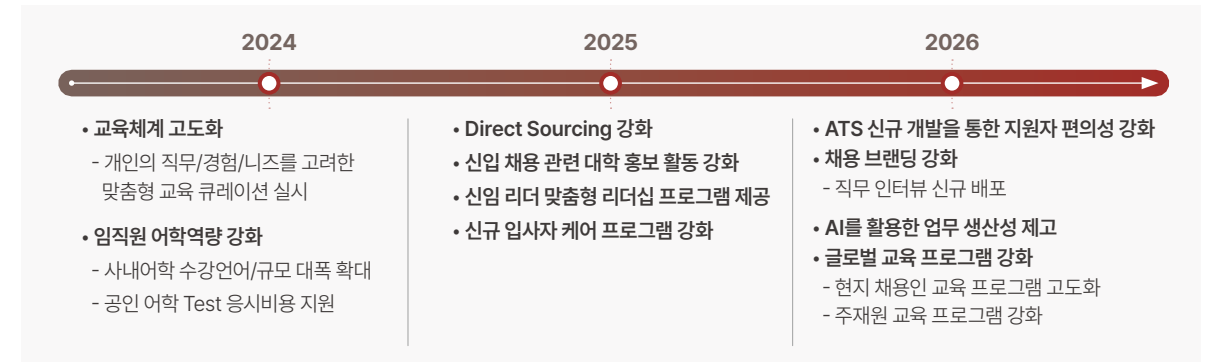 2024
• 교육체계 고도화
- 개인의 직무/경험/니즈를 고려한
맞춤형 교육 큐레이션 실시
• 임직원 어학역량 강화
- 사내어학 수강언어/규모 대폭 확대
- 공인 어학 Test 응시비용 지원
2025
• Direct Sourcing 강화
• 신입 채용 관련 대학 홍보 활동 강화
• 신임 리더 맞춤형 리더십 프로그램 제공
• 신규 입사자 케어 프로그램 강화
2026
• ATS 신규 개발을 통한 지원자 편의성 강화
• 채용 브랜딩 강화
- 직무 인터뷰 신규 배포
• AI를 활용한 업무 생산성 제고
• 글로벌 교육 프로그램 강화
- 현지 채용인 교육 프로그램 고도화
- 주재원 교육 프로그램 강화